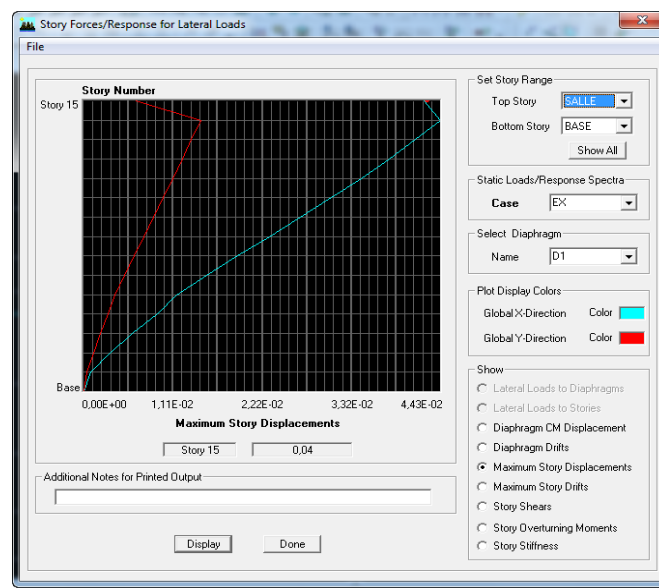 Story Forces/Response for Lateral Loads
File
Story Number
Story 15
Base
0,00E+00 1,11E-02 2,22E-02 3,32E-02 4,43E-02
Maximum Story Displacements
Story 15 0,04
Additional Notes for Printed Output
Display Done
Set Story Range
Top Story SALLE
Bottom Story BASE
Show All
Static Loads/Response Spectra
Case EX
Select Diaphragm
Name D1
Plot Display Colors
Global X-Direction Color
Global Y-Direction Color
Show
Lateral Loads to Diaphragms
Lateral Loads to Stories
Diaphragm CM Displacement
Diaphragm Drifts
Maximum Story Displacements
Maximum Story Drifts
Story Shears
Story Overturning Moments
Story Stiffness